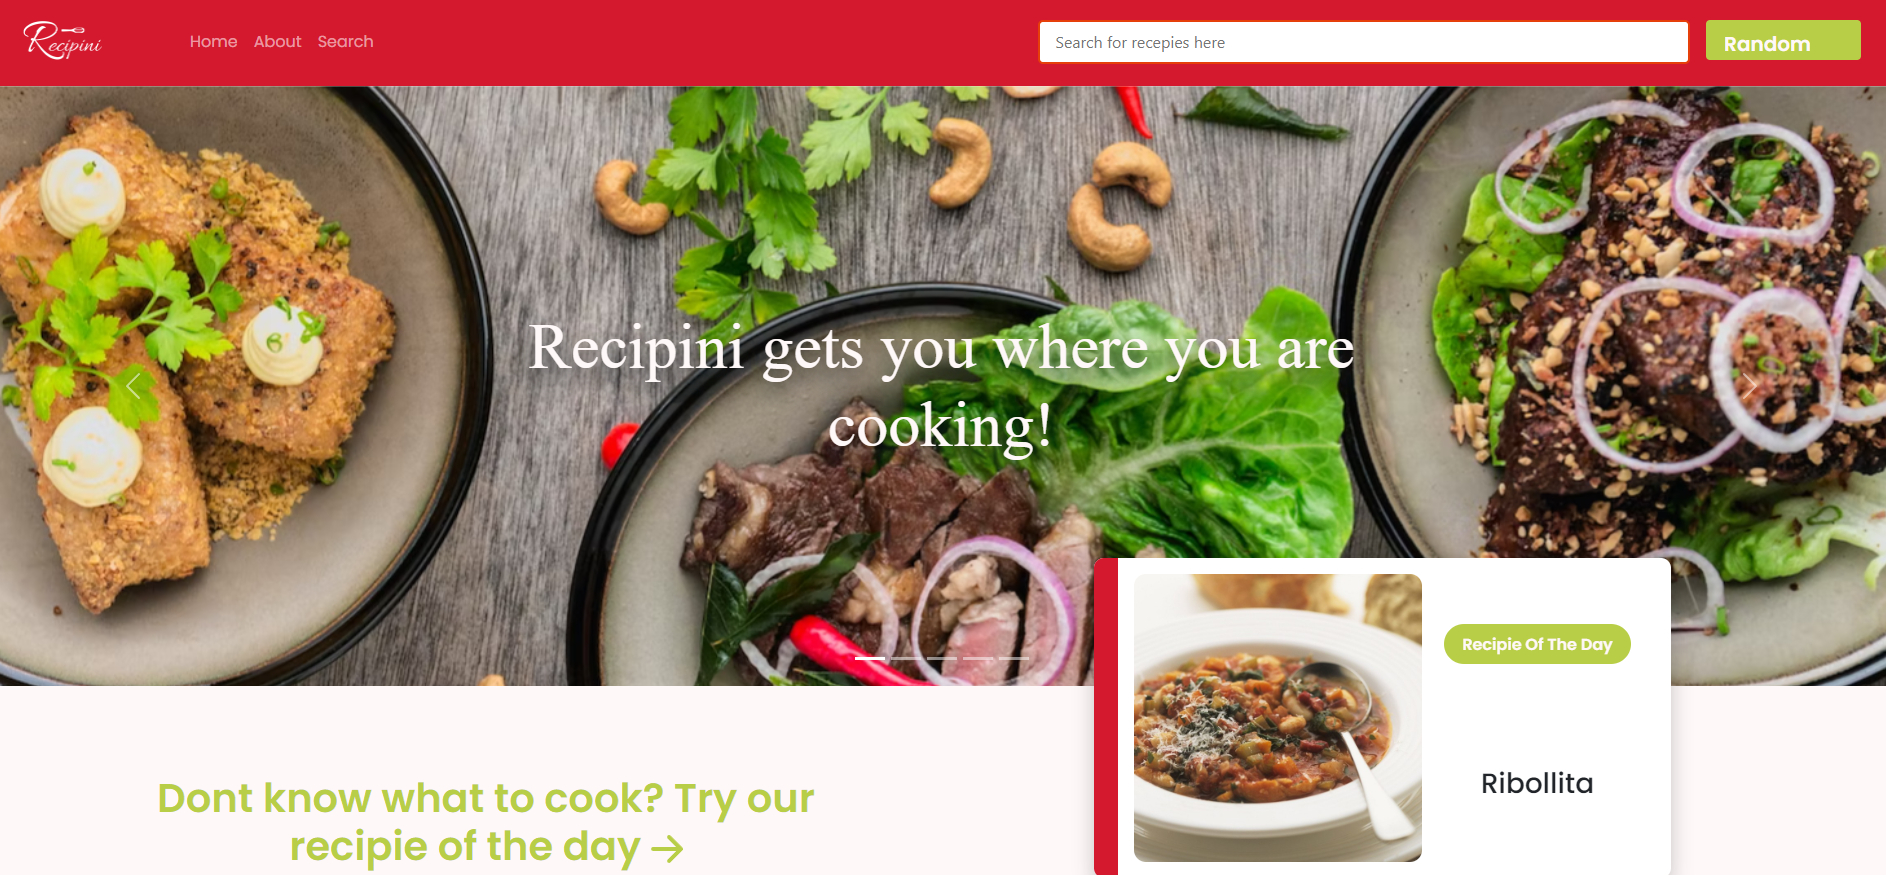 Recipini
Home About Search
Search for recepies here
Random
Recipini gets you where you are
cooking!
Recipie Of The Day
Ribollita
Dont know what to cook? Try our
recipie of the day →